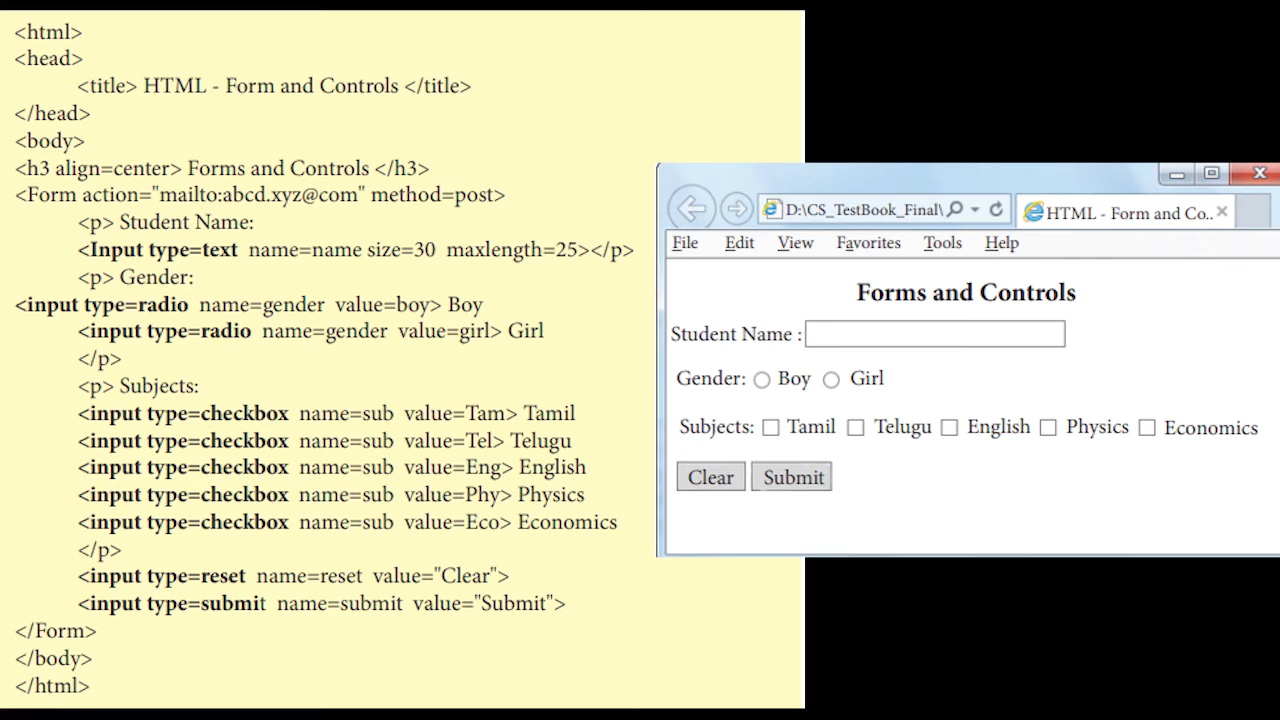 <html>
<head>
<title> HTML - Form and Controls </title>
</head>
<body>
<h3 align=center> Forms and Controls </h3>
<Form action="mailto:abcd.xyz@com" method=post>
<p> Student Name:
<Input type=text name=name size=30 maxlength=25></p>
<p> Gender:
<input type=radio name=gender value=boy> Boy
<input type=radio name=gender value=girl> Girl
</p>
<p> Subjects:
<input type=checkbox name=sub value=Tam> Tamil
<input type=checkbox name=sub value=Tel> Telugu
<input type=checkbox name=sub value=Eng> English
<input type=checkbox name=sub value=Phy> Physics
<input type=checkbox name=sub value=Eco> Economics
</p>
<input type=reset name=reset value="Clear">
<input type=submit name=submit value="Submit">
</Form>
</body>
</html>
D:\CS_TestBook_Final\ HTML - Form and Co..
File Edit View Favorites Tools Help
Forms and Controls
Student Name :
Gender: Boy Girl
Subjects: Tamil Telugu English Physics Economics
Clear Submit